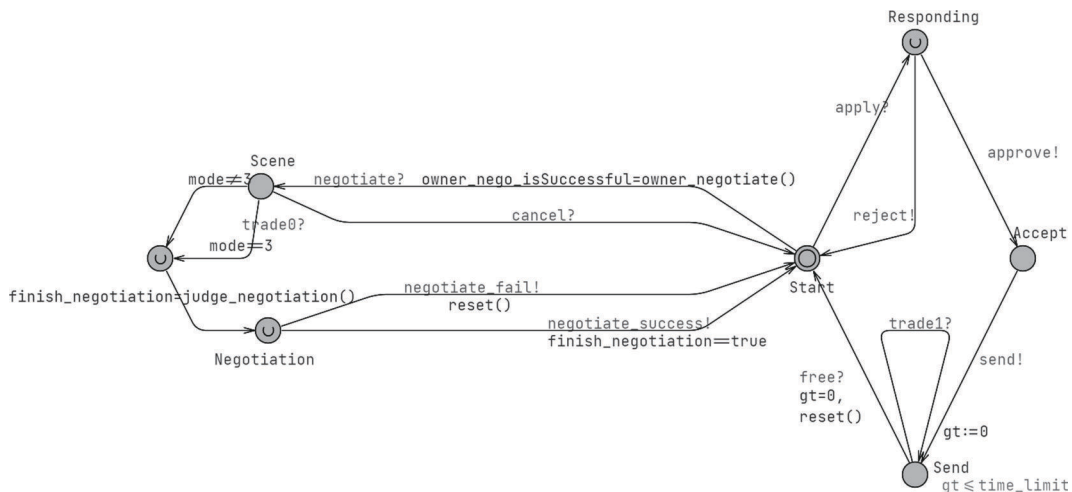 Responding
apply?
approve!
Scene
mode==3
negotiate? owner_nego_isSuccessful=owner_negotiate()
trade0?
cancel?
reject!
Accept
mode==3
Start
finish_negotiation=judge_negotiation()
negotiate_fail!
reset()
negotiate_success!
finish_negotiation==true
Negotiation
trade1?
send!
free?
gt=0,
reset()
gt:=0
Send
gt⩽time_limit